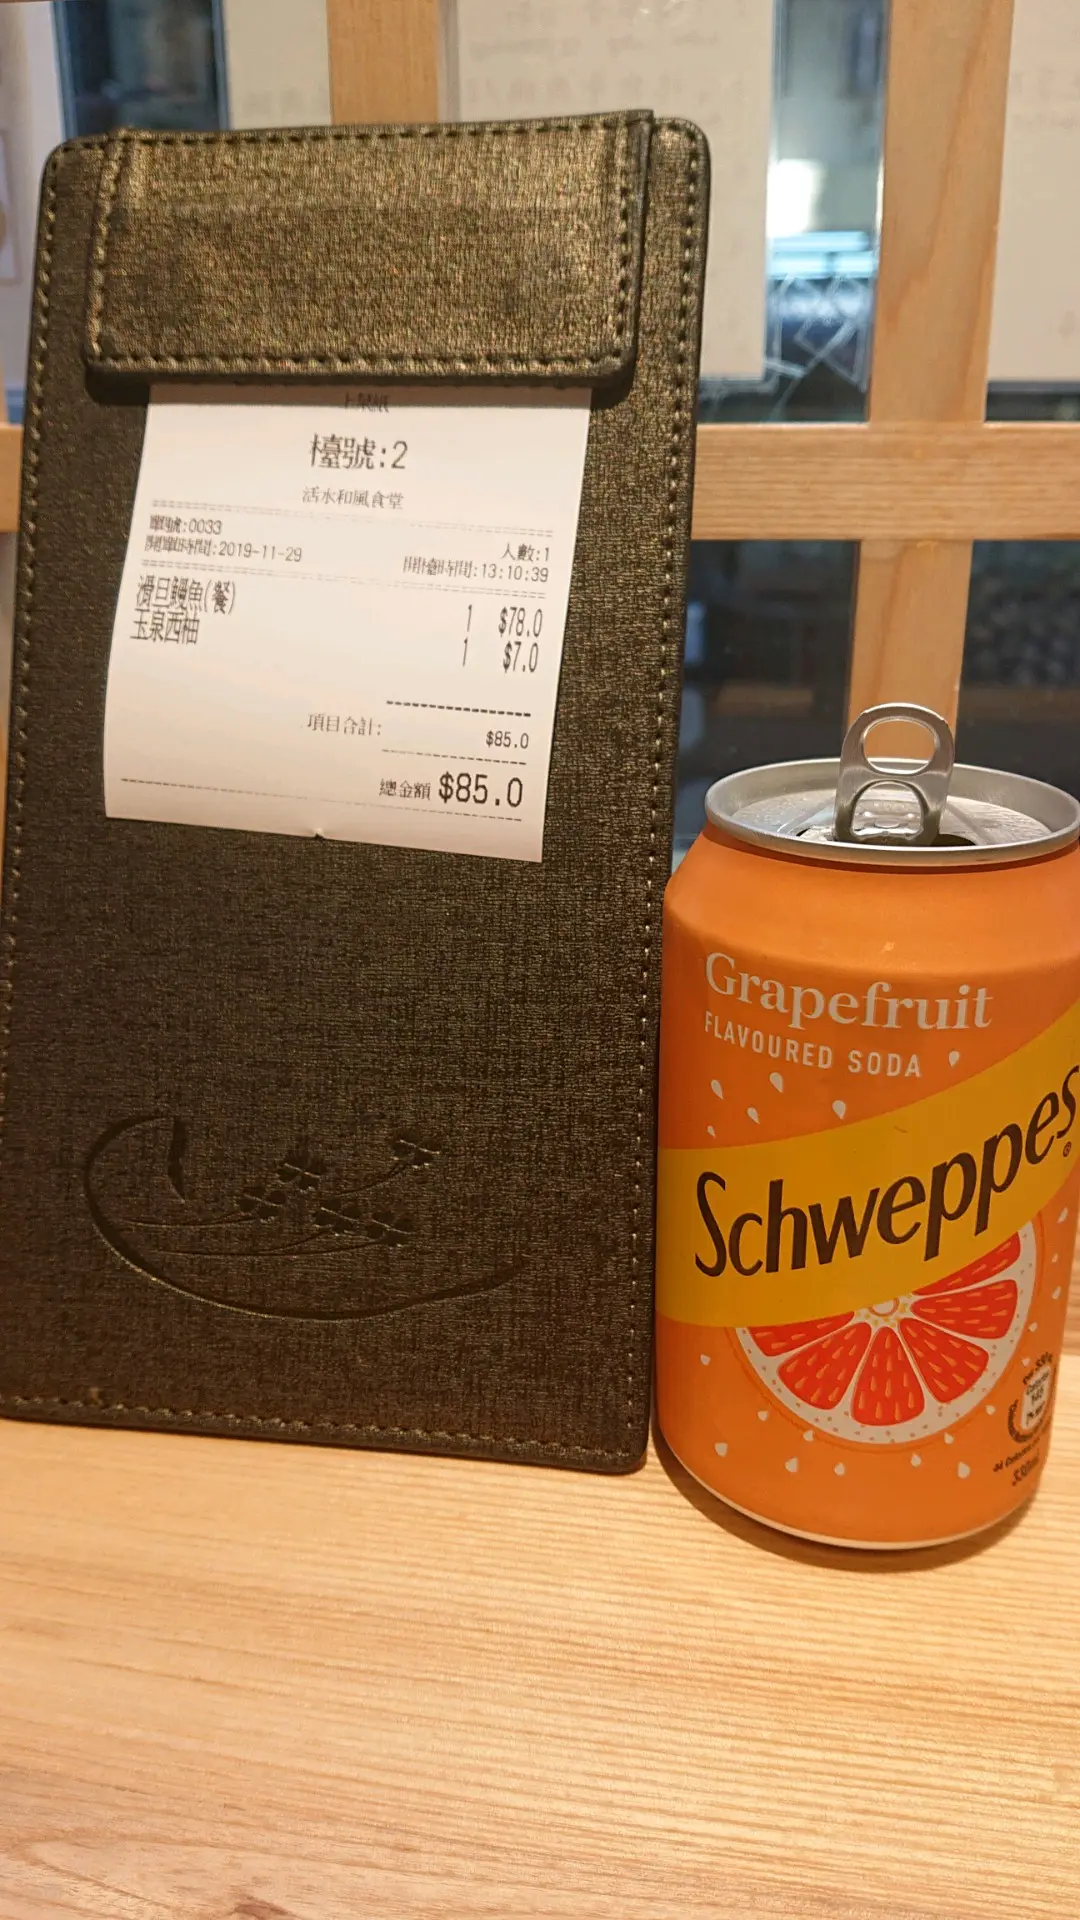 檯號:2
活水和風食堂
單號:0033
人數:1
開單時間:2019-11-29
開檯時間:13:10:39
滑旦鰻魚(餐) 1 $78.0
玉泉西柚 1 $7.0
項目合計: $85.0
總金額 $85.0
Grapefruit
FLAVOURED SODA
Schweppes
330ml